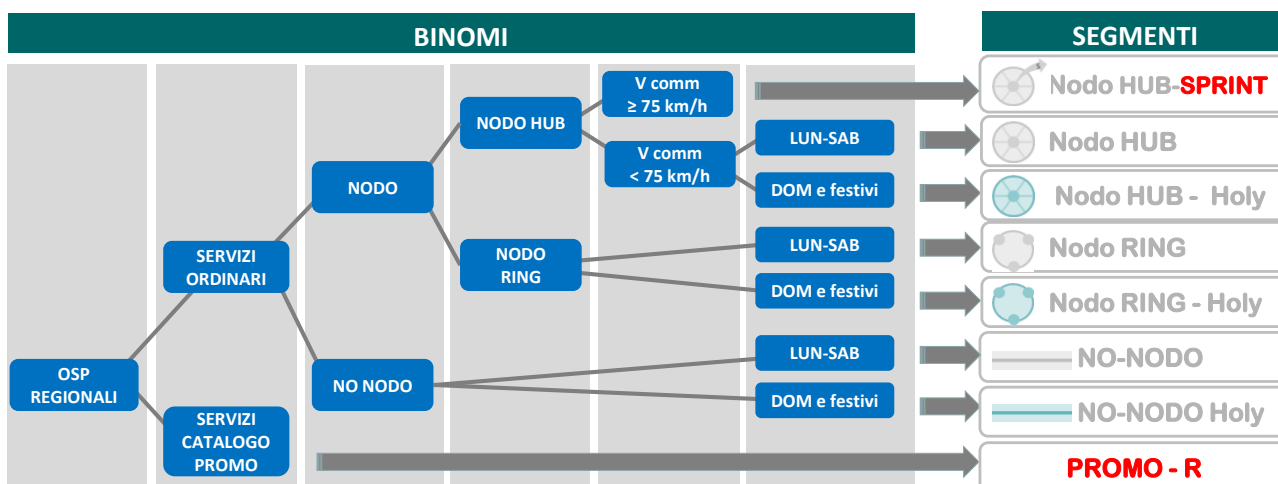 BINOMI
SEGMENTI
V comm
≥ 75 km/h
Nodo HUB-SPRINT
NODO HUB
LUN-SAB
Nodo HUB
V comm
< 75 km/h
NODO
DOM e festivi
Nodo HUB - Holy
SERVIZI
ORDINARI
NODO
RING
LUN-SAB
Nodo RING
DOM e festivi
Nodo RING - Holy
LUN-SAB
NO-NODO
OSP
REGIONALI
NO NODO
DOM e festivi
NO-NODO Holy
SERVIZI
CATALOGO
PROMO
PROMO - R